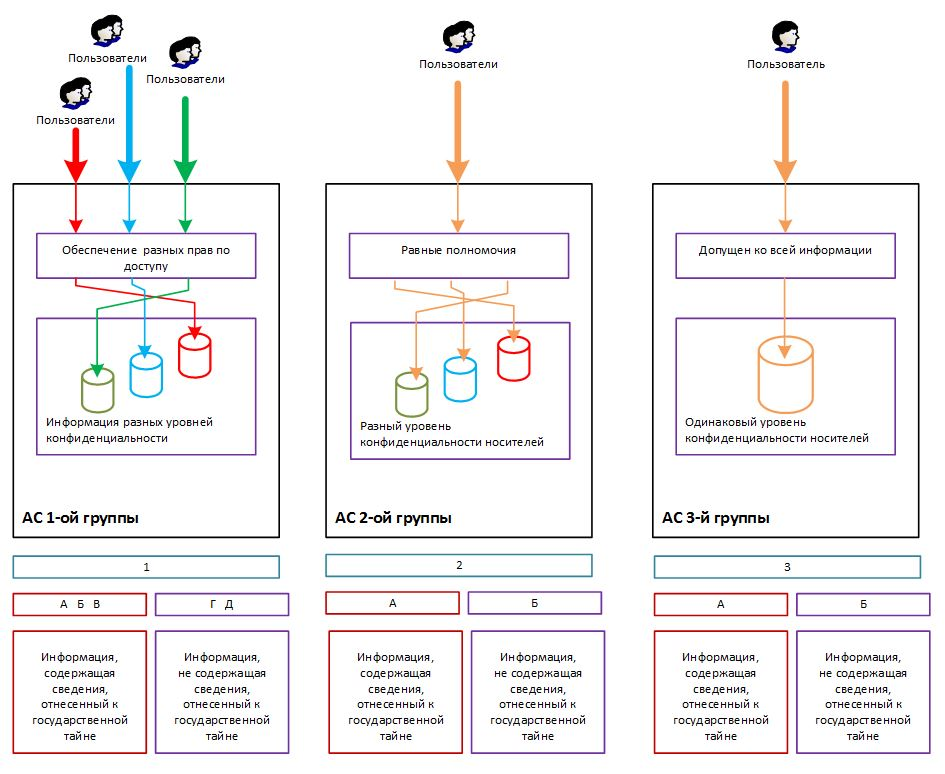 Пользователи
Пользователи
Пользователи
Обеспечение разных прав по
доступу
Информация разных уровней
конфиденциальности
АС 1-ой группы
1
А Б В
Г Д
Информация,
содержащая
сведения,
отнесенный к
государственной
тайне
Информация,
не содержащая
сведения,
отнесенный к
государственной
тайне
Пользователи
Равные полномочия
Разный уровень
конфиденциальности носителей
АС 2-ой группы
2
А
Б
Информация,
содержащая
сведения,
отнесенный к
государственной
тайне
Информация,
не содержащая
сведения,
отнесенный к
государственной
тайне
Пользователь
Допущен ко всей информации
Одинаковый уровень
конфиденциальности носителей
АС 3-й группы
3
А
Б
Информация,
содержащая
сведения,
отнесенный к
государственной
тайне
Информация,
не содержащая
сведения,
отнесенный к
государственной
тайне